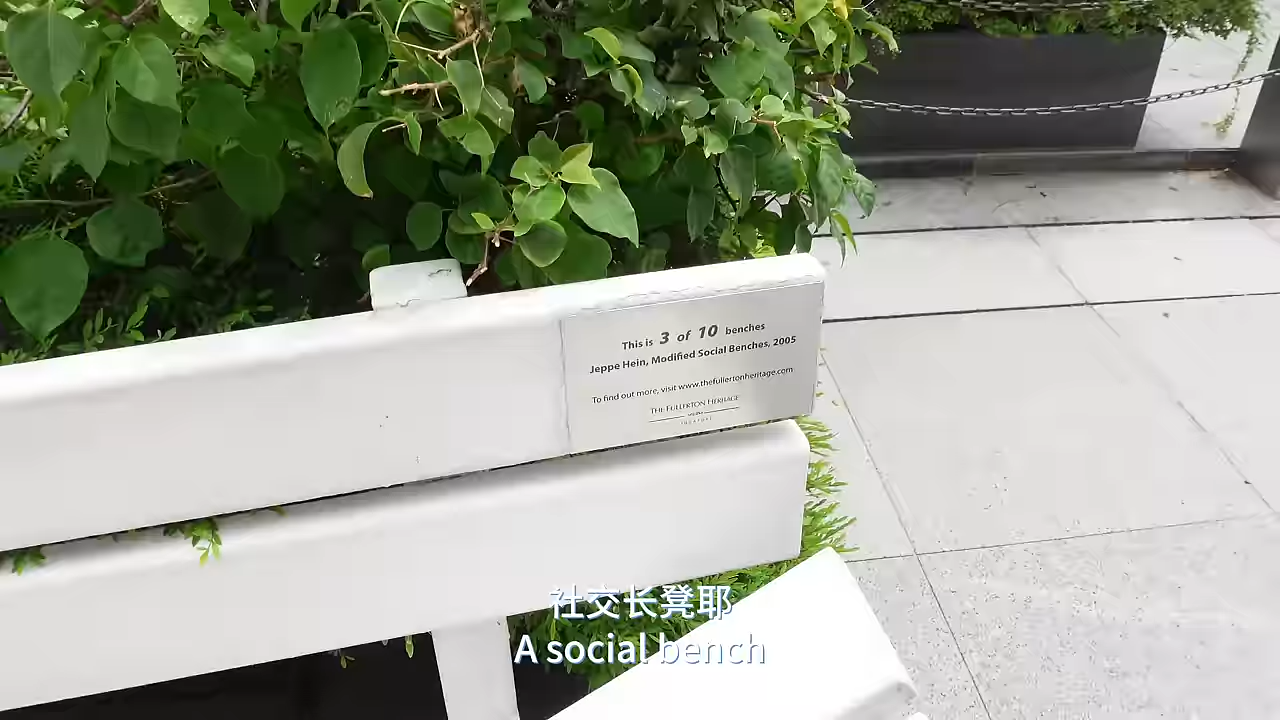 This is 3 of 10 benches
Jeppe Hein, Modified Social Benches, 2005
To find out more, visit www.thefullertonheritage.com
THE FULLERTON HERITAGE
SINGAPORE
社交长凳耶
A social bench